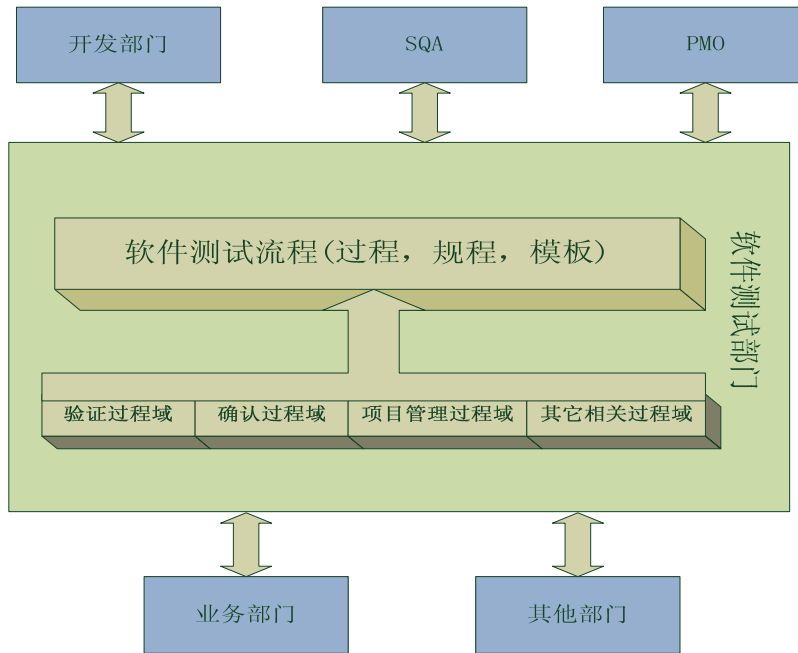 开发部门
SQA
PMO
软件测试流程(过程，规程，模板)
软件测试部门
验证过程域
确认过程域
项目管理过程域
其它相关过程域
业务部门
其他部门